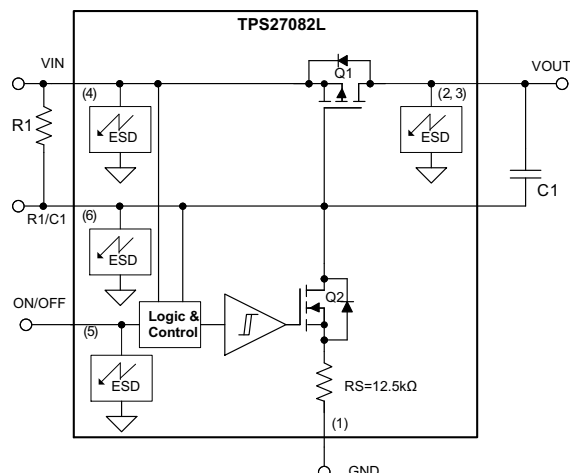 TPS27082L
VIN
Q1
VOUT
(4)
(2, 3)
R1
ESD
ESD
C1
R1/C1
(6)
ESD
ON/OFF
Q2
(5)
Logic &
Control
ESD
RS=12.5kΩ
(1)
GND